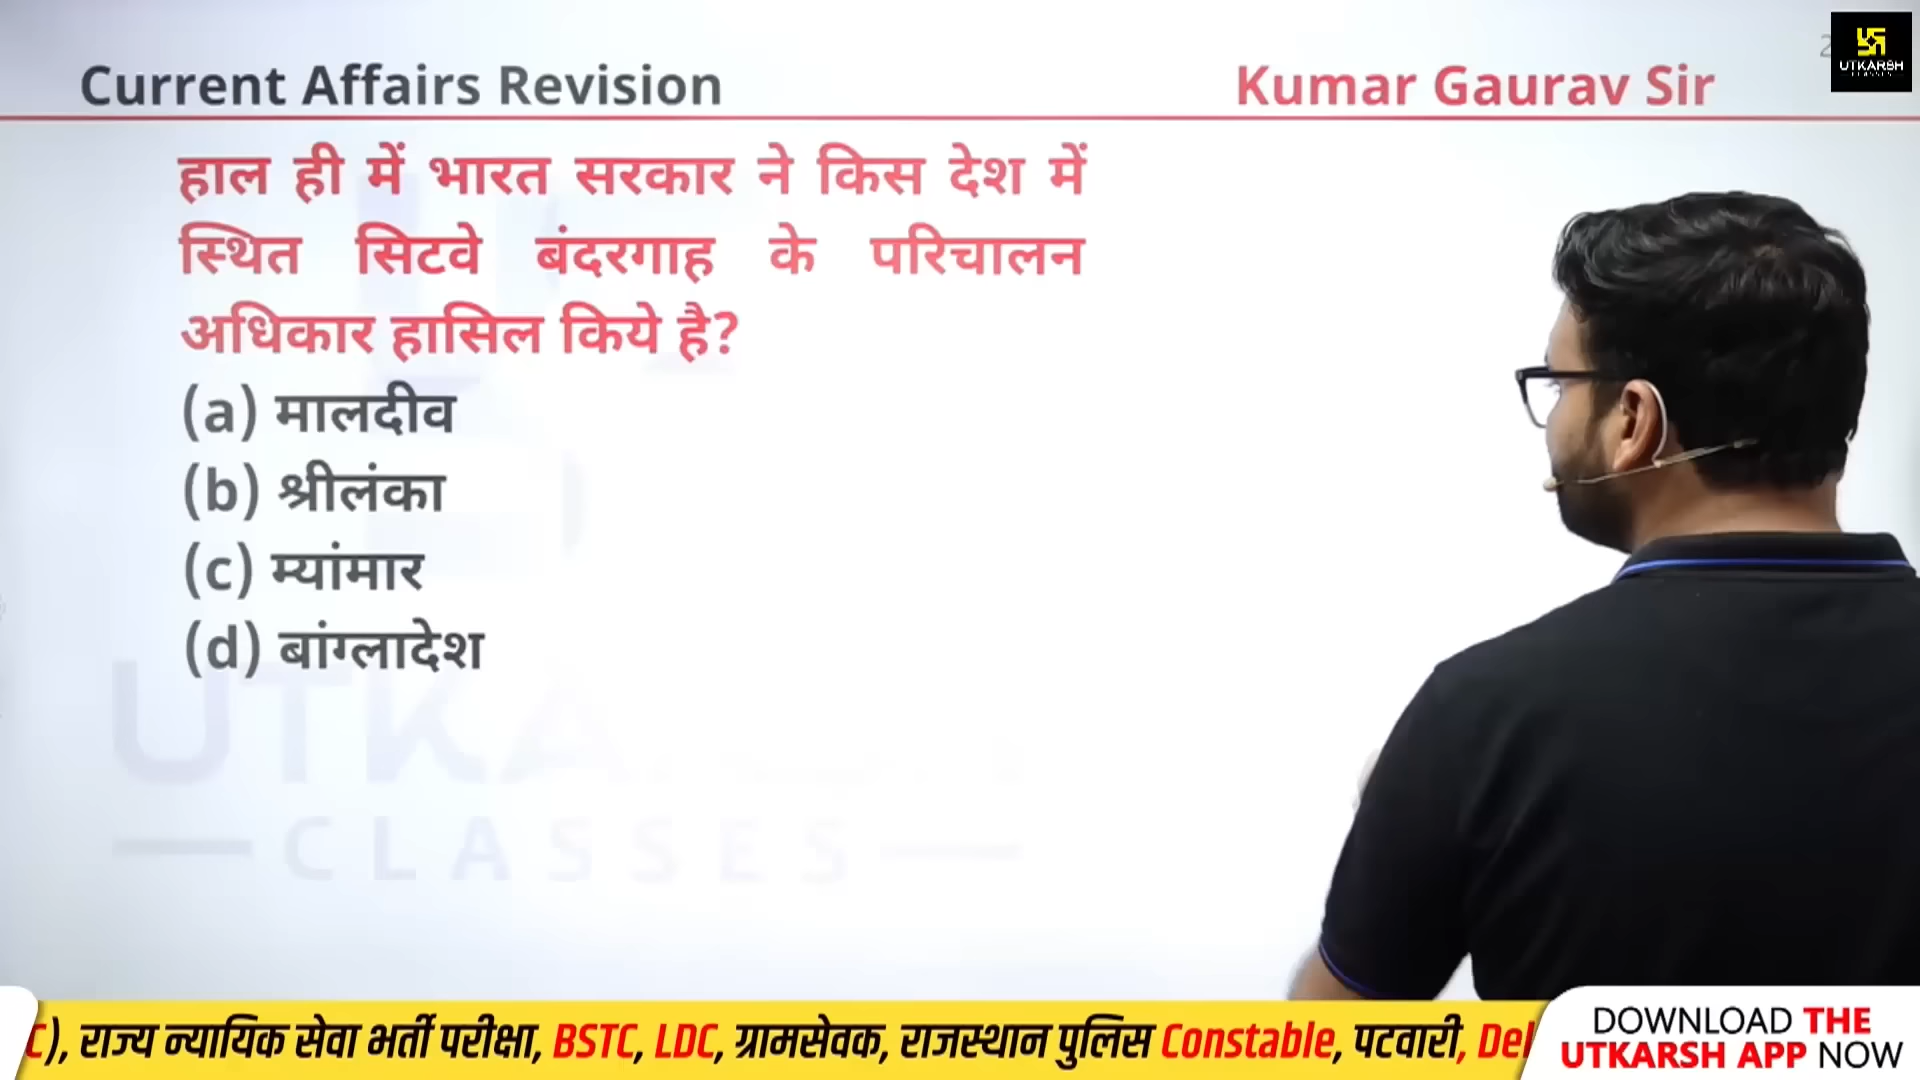 Current Affairs Revision
Kumar Gaurav Sir
UTKARSH
CLASSES
हाल ही में भारत सरकार ने किस देश में
स्थित सिटवे बंदरगाह के परिचालन
अधिकार हासिल किये है?
(a) मालदीव
(b) श्रीलंका
(c) म्यांमार
(d) बांग्लादेश
CLASSES
), राज्य न्यायिक सेवा भर्ती परीक्षा, BSTC, LDC, ग्रामसेवक, राजस्थान पुलिस Constable, पटवारी,
DOWNLOAD THE
UTKARSH APP NOW